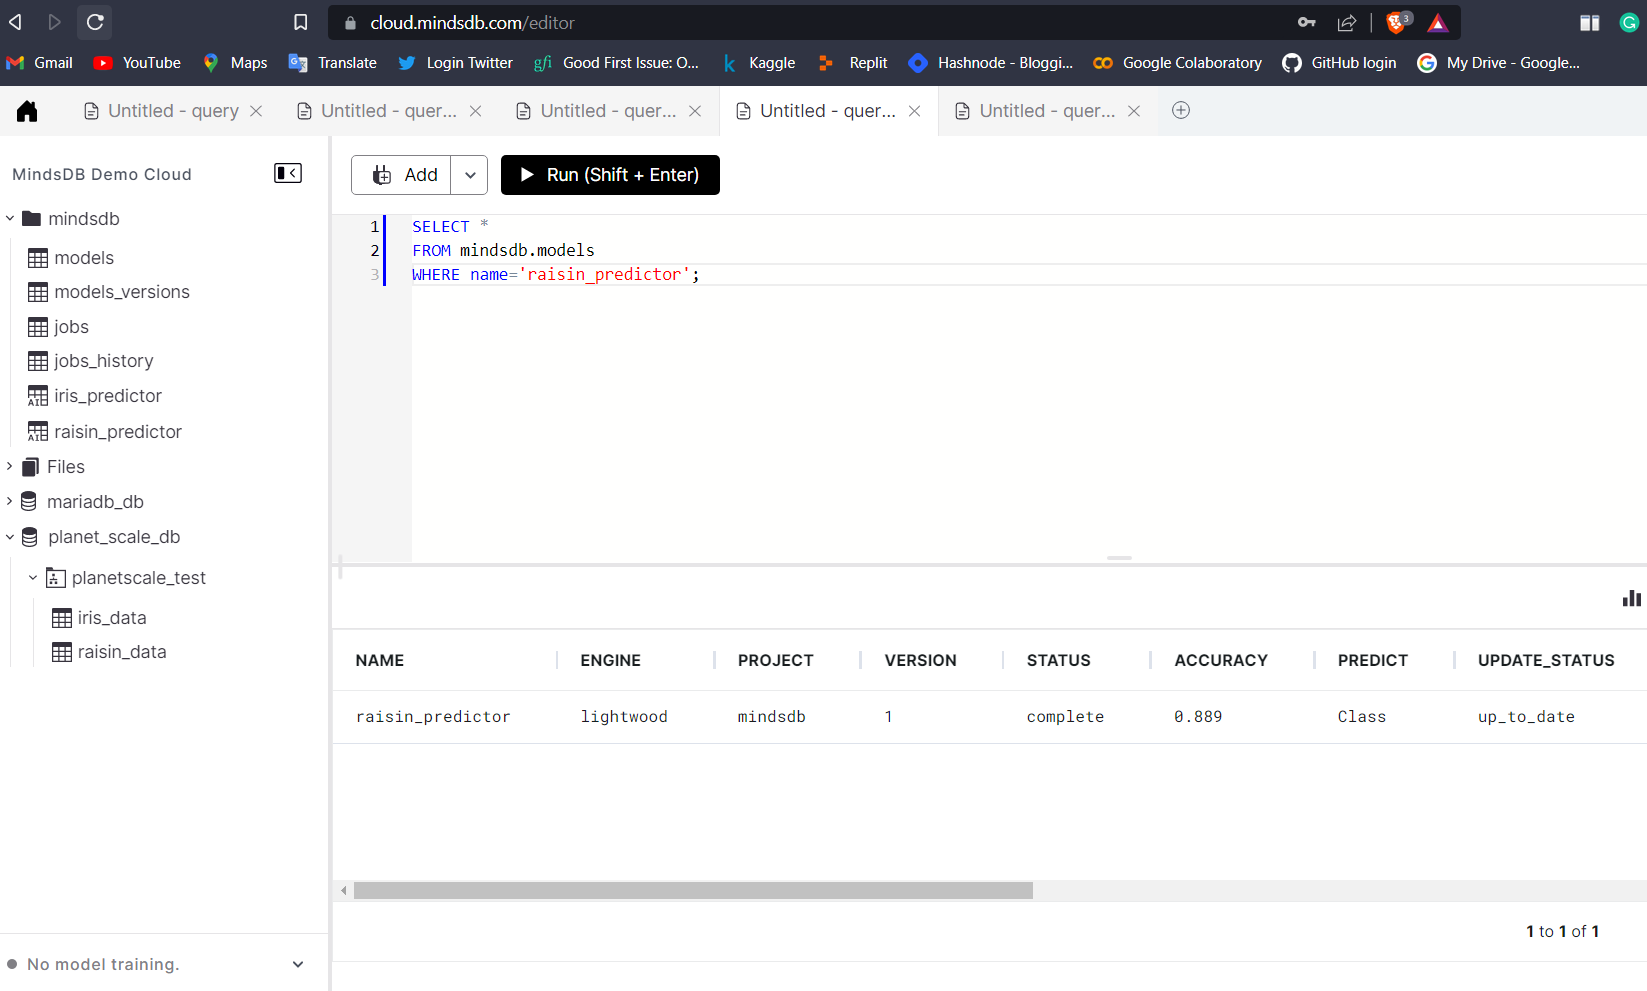 cloud.mindsdb.com/editor
3
G
Gmail
YouTube
Maps
Translate
Login Twitter
gfi Good First Issue: O...
k Kaggle
Replit
Hashnode - Bloggi...
Google Colaboratory
GitHub login
My Drive - Google...
Untitled - query
Untitled - quer...
Untitled - quer...
Untitled - quer...
Untitled - quer...
MindsDB Demo Cloud
mindsdb
models
models_versions
jobs
jobs_history
AI iris_predictor
AI raisin_predictor
Files
mariadb_db
planet_scale_db
planetscale_test
iris_data
raisin_data
No model training.
Add
Run (Shift + Enter)
1 SELECT *
2 FROM mindsdb.models
3 WHERE name='raisin_predictor';
NAME ENGINE PROJECT VERSION STATUS ACCURACY PREDICT UPDATE_STATUS
raisin_predictor lightwood mindsdb 1 complete 0.889 Class up_to_date
1 to 1 of 1